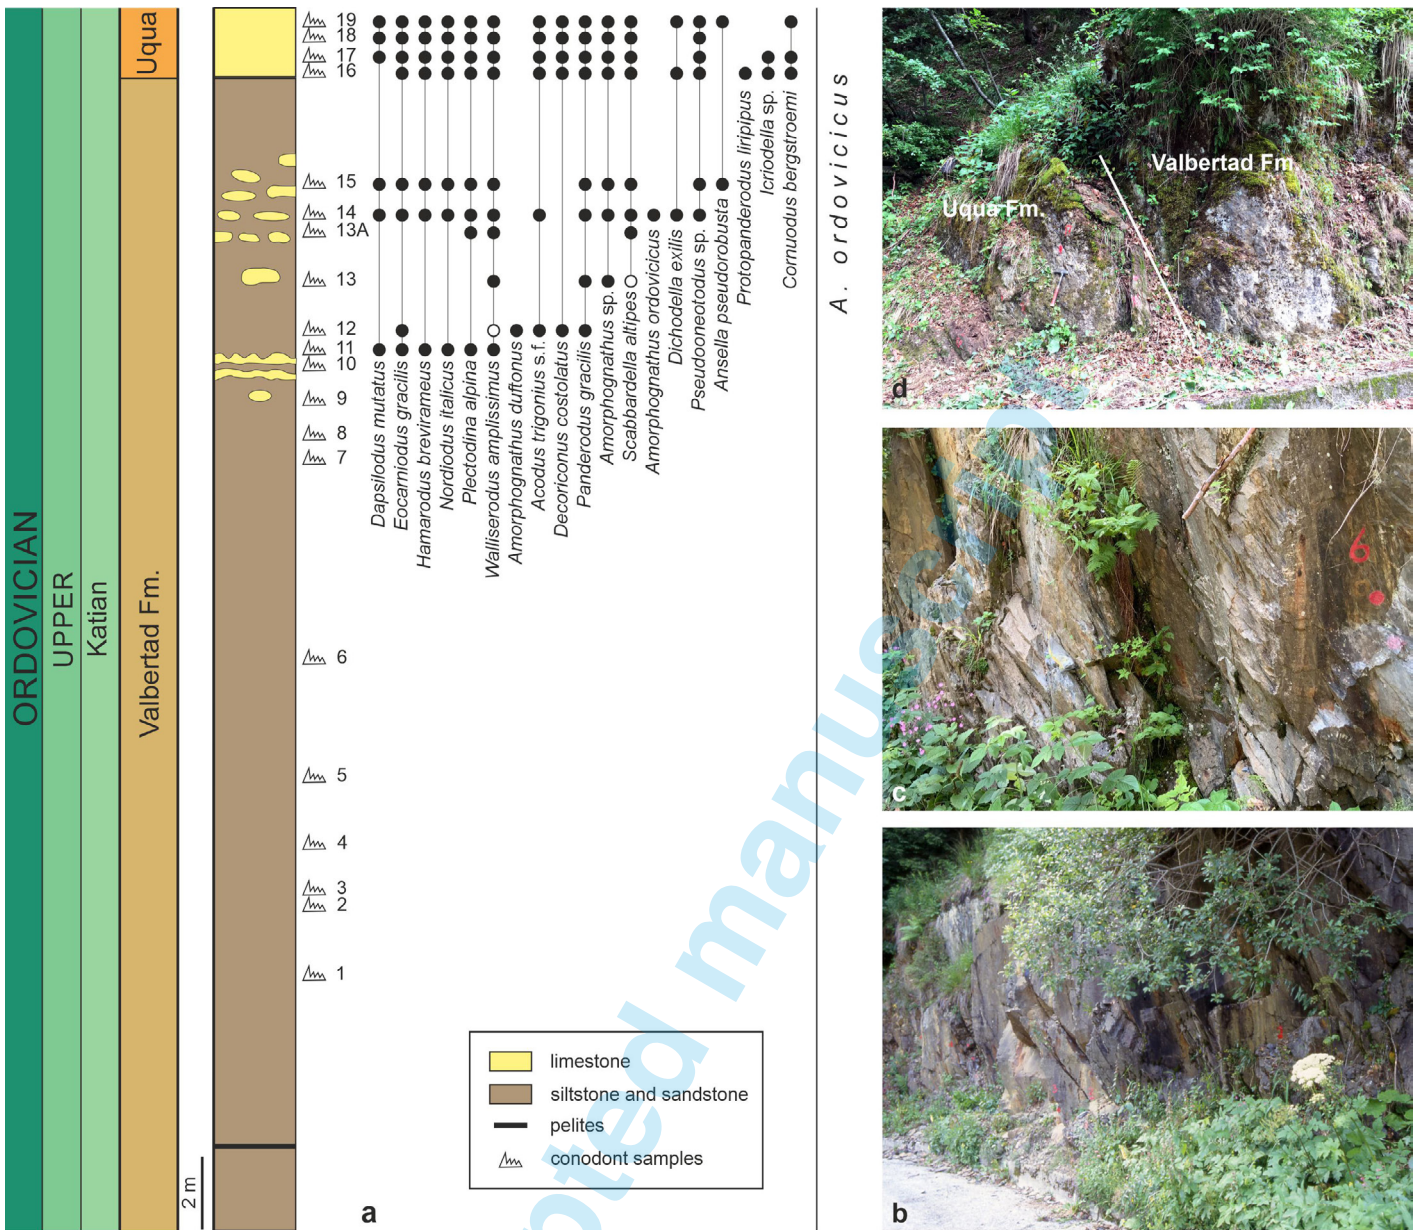 ORDOVICIAN
UPPER
Katian
Uqua
Valbertad Fm.
19
18
17
16
15
14
13A
13
12
11
10
9
8
7
6
5
4
3
2
1
Dapsilodus mutatus
Eocarniodus gracilis
Hamarodus brevirameus
Nordiodus italicus
Plectodina alpina
Walliserodus amplissimus
Amorphognathus duftonus
Acodus trigonius s.f.
Decoriconus costolatus
Panderodus gracilis
Amorphognathus sp.
Scabbardella altipes
Amorphognathus ordovicicus
Dichodella exilis
Pseudooneotodus sp.
Ansella pseudorobusta
Protopanderodus liripipus
Icriodella sp.
Cornuodus bergstroemi
A. ordovicicus
limestone
siltstone and sandstone
pelites
conodont samples
2 m
a
Valbertad Fm.
Uqua Fm.
d
6
c
b
pted manuscrip